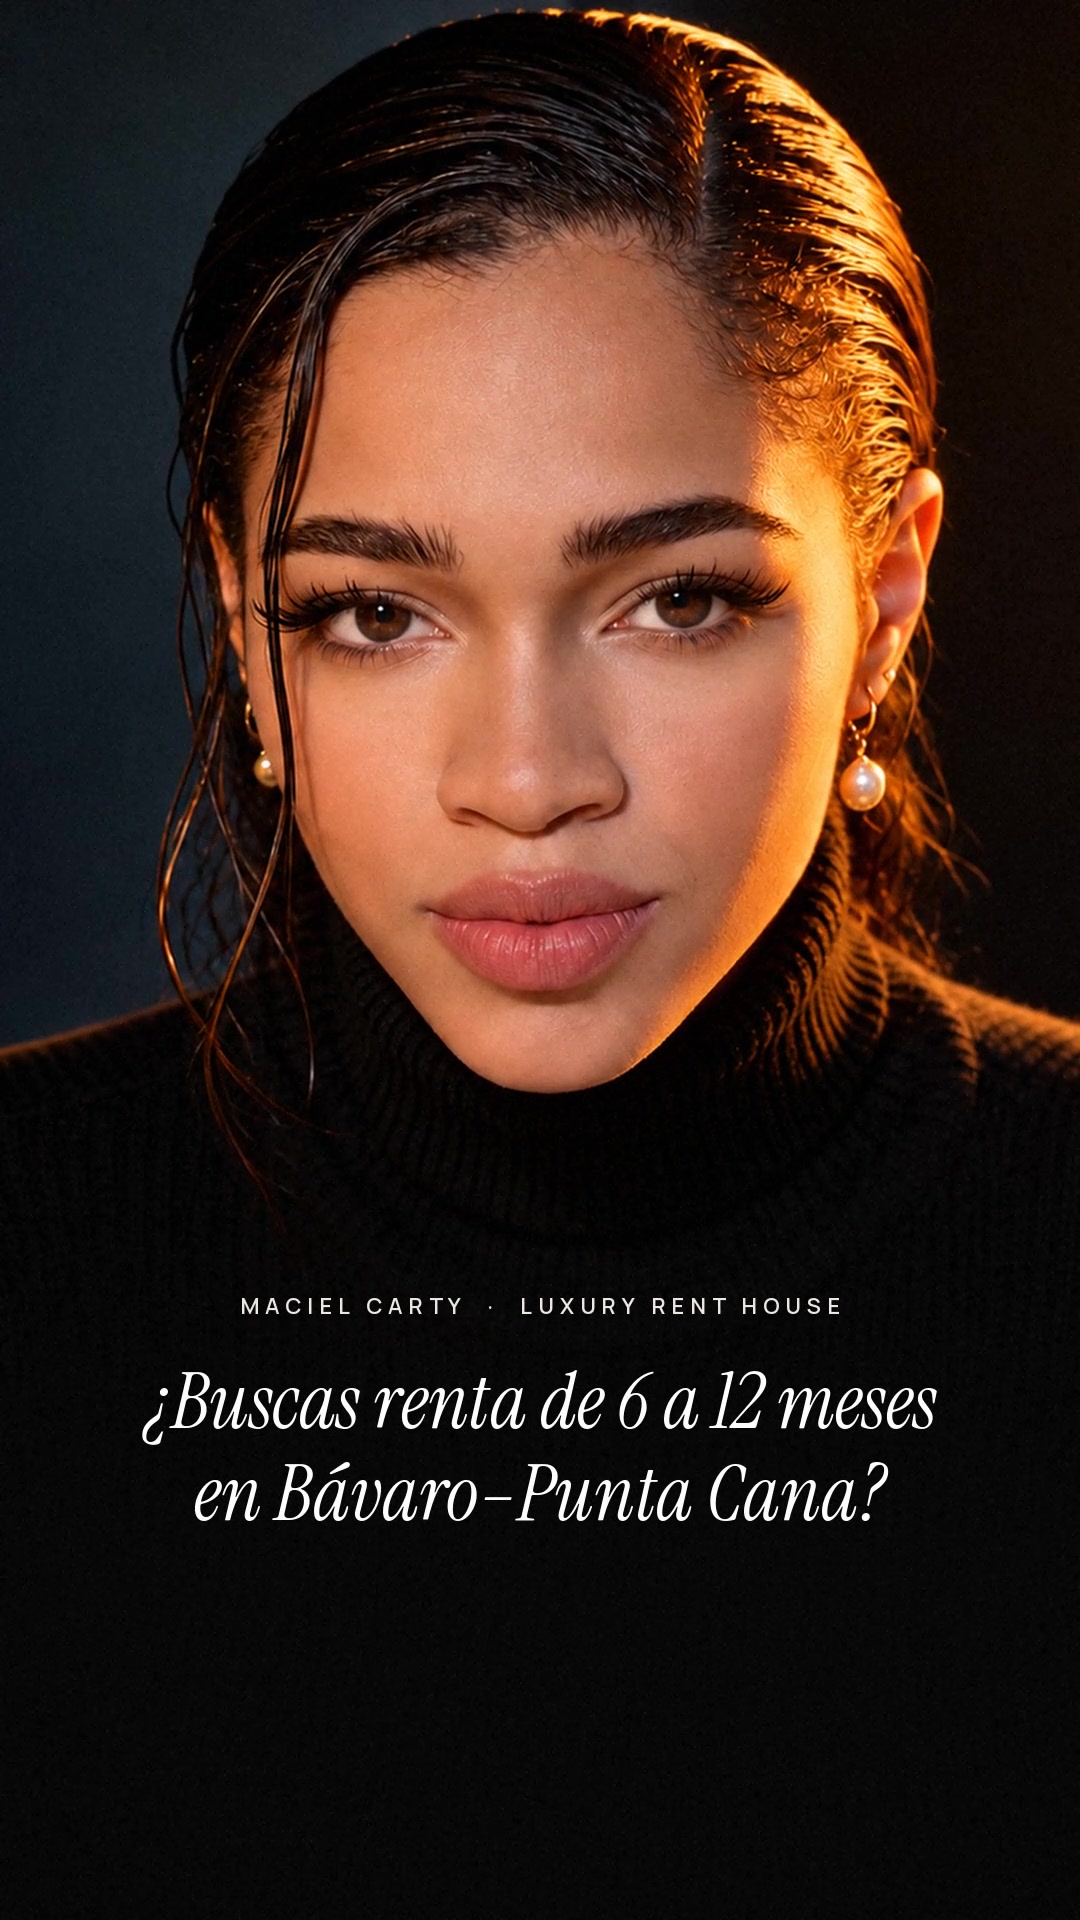 MACIEL CARTY · LUXURY RENT HOUSE
¿Buscas renta de 6 a 12 meses
en Bávaro–Punta Cana?